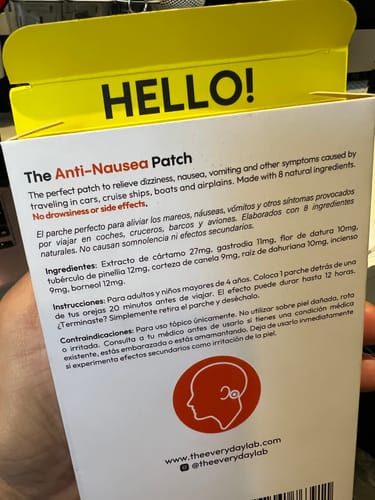 HELLO!
The Anti-Nausea Patch
The perfect patch to relieve dizziness, nausea, vomiting and other symptoms caused by
traveling in cars, cruise ships, boats and airplains. Made with 8 natural ingredients.
No drowsiness or side effects.
El parche perfecto para aliviar los mareos, náuseas, vómitos y otros síntomas provocados
por viajar en coches, cruceros, barcos y aviones. Elaborados con 8 ingredientes
naturales. No causan somnolencia ni efectos secundarios.
Ingredientes: Extracto de cártamo 27mg, gastrodia 11mg, flor de datura 10mg,
tubércula de pinellia 12mg, corteza de canela 9mg, raíz de dahuriana 10mg, incienso
9mg, borneol 12mg.
Instrucciones: Para adultos y niños mayores de 4 años. Coloca 1 parche detrás de una
de tus orejas 20 minutos antes de viajar. El efecto puede durar hasta 12 horas.
¿Terminaste? Simplemente retira el parche y deséchalo.
Contraindicaciones: Para uso tópico únicamente. No utilizar sobre piel dañada, rota
o irritada. Consulta a tu médico antes de usarlo si tienes una condición médica
existente, estás embarazada o estás amamantando. Deja de usarlo inmediatamente
si experimenta efectos secundarios como irritación de la piel.
www.theeverydaylab.com
@theeverydaylab